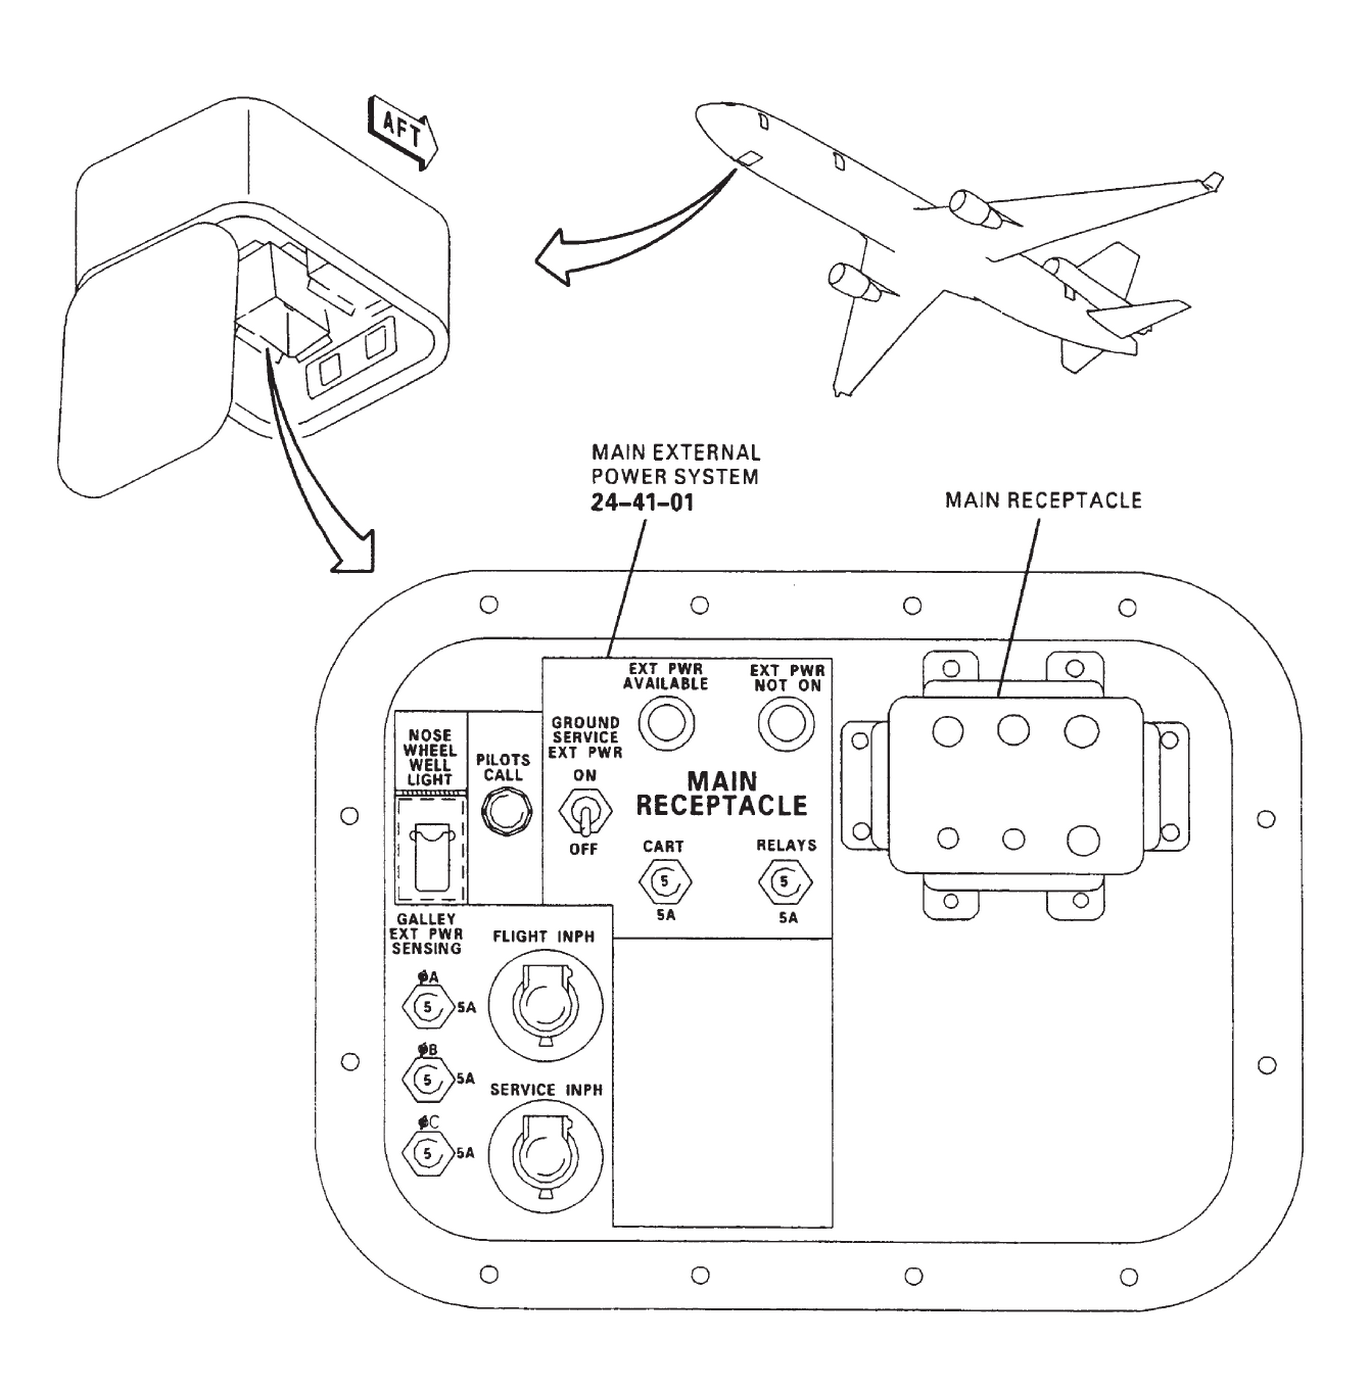 AFT
MAIN EXTERNAL
POWER SYSTEM
24-41-01
MAIN RECEPTACLE
EXT PWR
AVAILABLE
EXT PWR
NOT ON
GROUND
SERVICE
EXT PWR
ON
OFF
MAIN
RECEPTACLE
CART
5
5A
RELAYS
5
5A
NOSE
WHEEL
WELL
LIGHT
PILOTS
CALL
GALLEY
EXT PWR
SENSING
øA
5 5A
øB
5 5A
øC
5 5A
FLIGHT INPH
SERVICE INPH